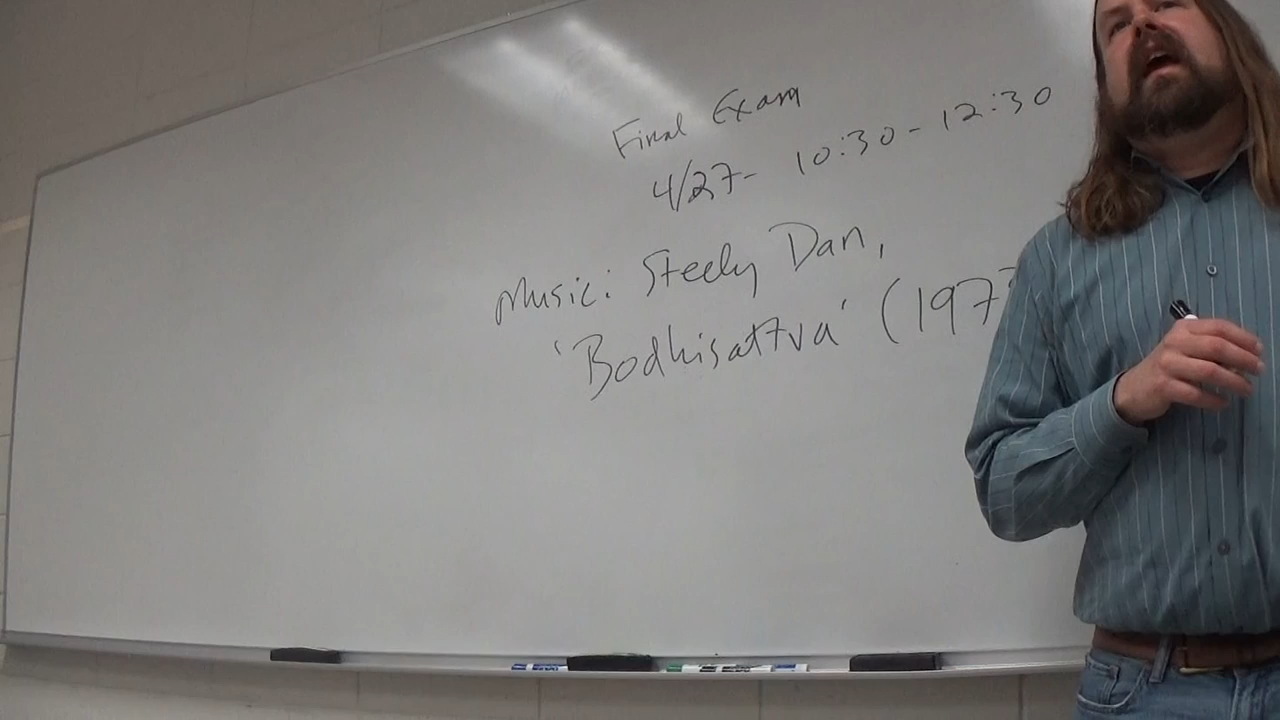 Final Exam
4/27- 10:30 - 12:30
Music: Steely Dan,
'Bodhisattva' (197